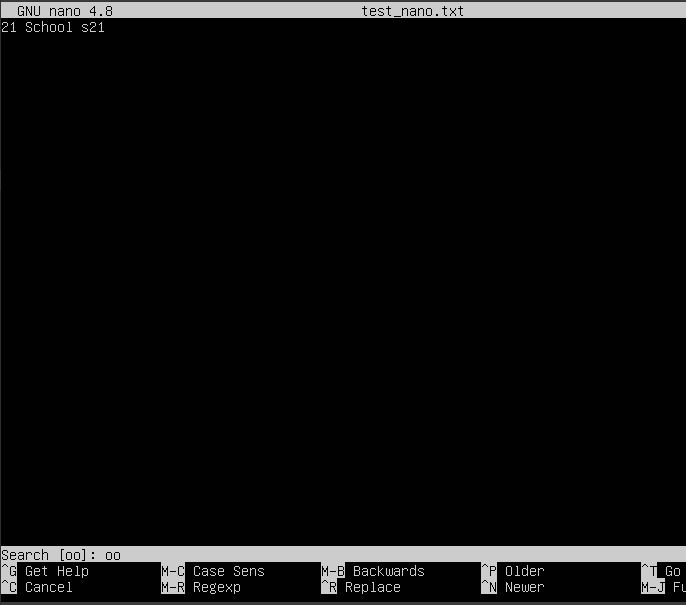 GNU nano 4.8 test_nano.txt
21 School s21
Search [oo]: oo
^G Get Help M-C Case Sens M-B Backwards ^P Older ^T Go
^C Cancel M-R Regexp ^R Replace ^N Newer M-J Fu